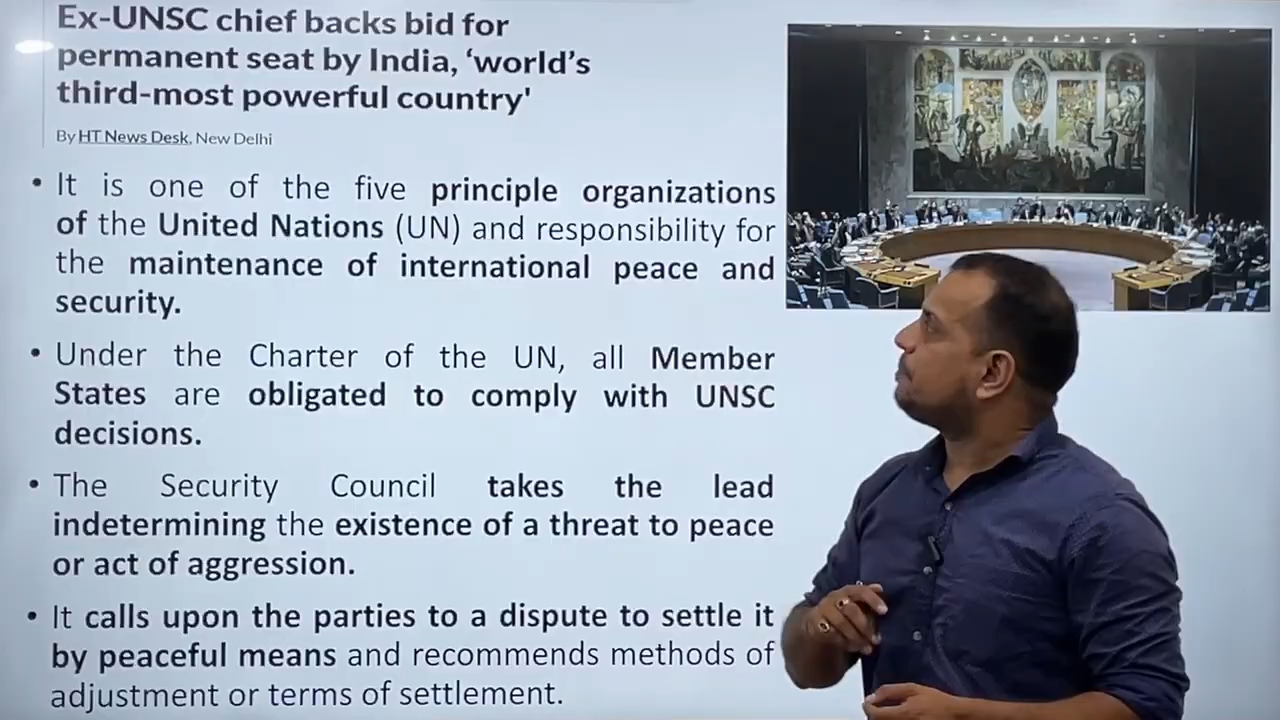 Ex-UNSC chief backs bid for
permanent seat by India, ‘world’s
third-most powerful country'
By HT News Desk, New Delhi
• It is one of the five principle organizations
of the United Nations (UN) and responsibility for
the maintenance of international peace and
security.
• Under the Charter of the UN, all Member
States are obligated to comply with UNSC
decisions.
• The Security Council takes the lead
indetermining the existence of a threat to peace
or act of aggression.
• It calls upon the parties to a dispute to settle it
by peaceful means and recommends methods of
adjustment or terms of settlement.